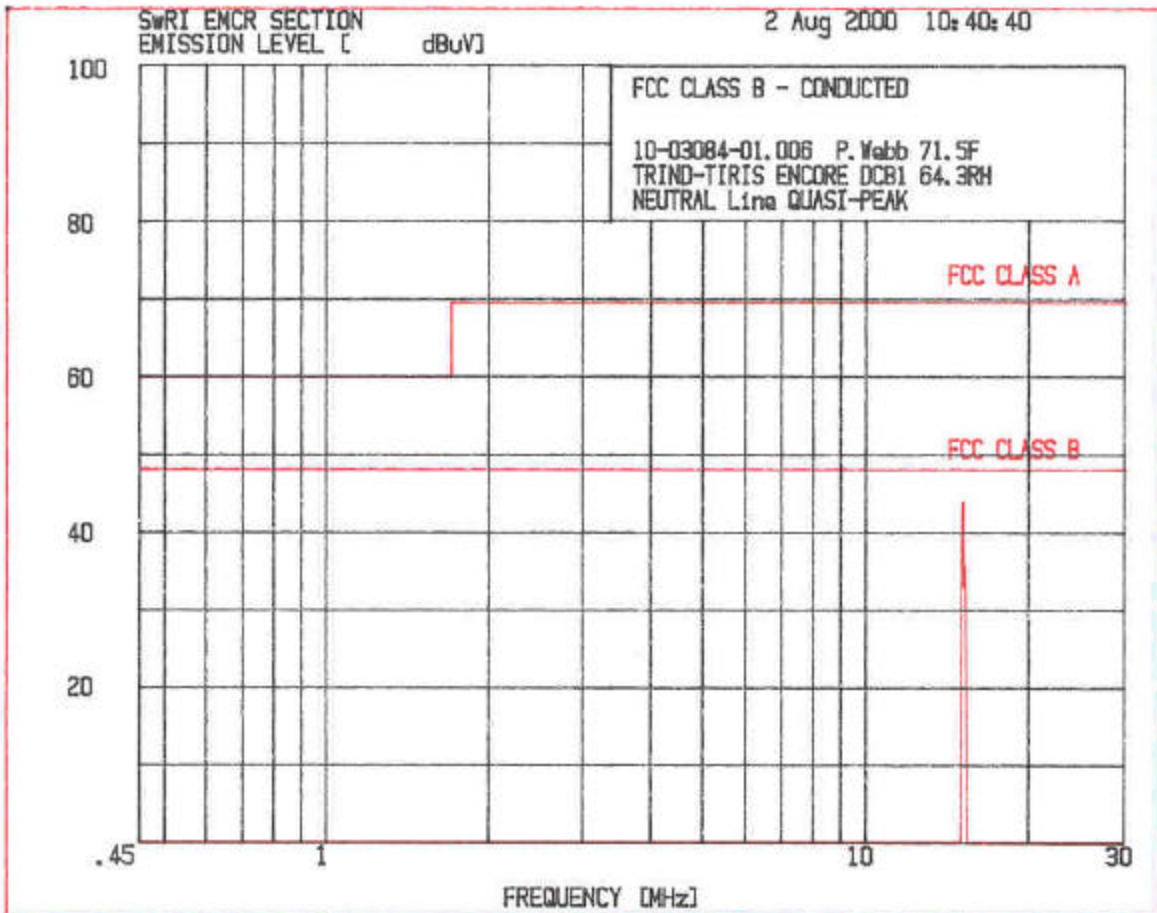 SwRI EMCR SECTION
2 Aug 2000 10:40:40
EMISSION LEVEL [ dBuV]
100
FCC CLASS B - CONDUCTED
10-03084-01.006 P.Webb 71.5F
TRIND-TIRIS ENCORE DCB1 64.3RH
NEUTRAL Line QUASI-PEAK
80
FCC CLASS A
60
FCC CLASS B
40
20
.45 1 10 30
FREQUENCY [MHz]